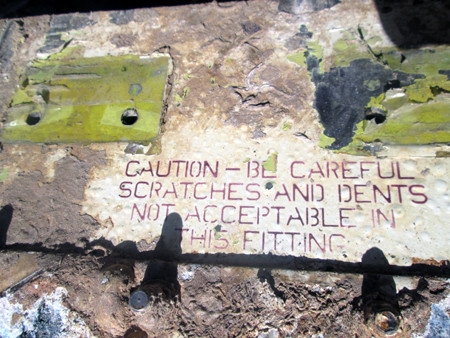 CAUTION - BE CAREFUL
SCRATCHES AND DENTS
NOT ACCEPTABLE IN
THIS FITTING